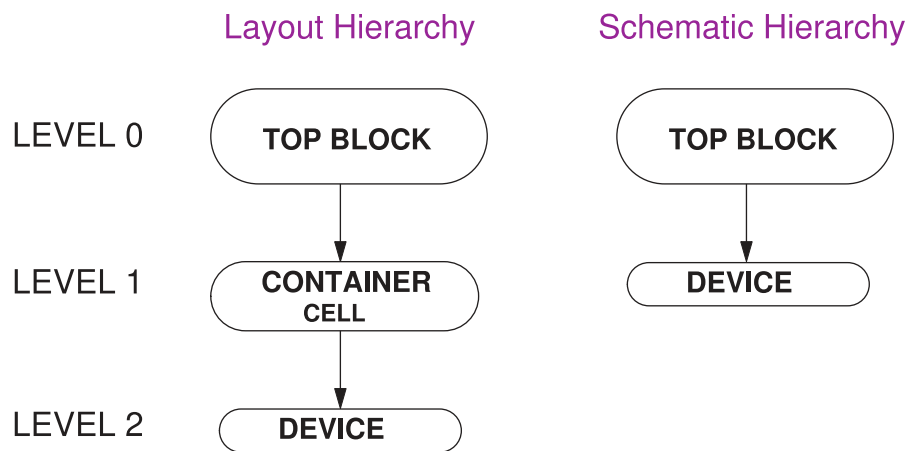 Layout Hierarchy
Schematic Hierarchy
LEVEL 0
TOP BLOCK
TOP BLOCK
LEVEL 1
CONTAINER
CELL
DEVICE
LEVEL 2
DEVICE